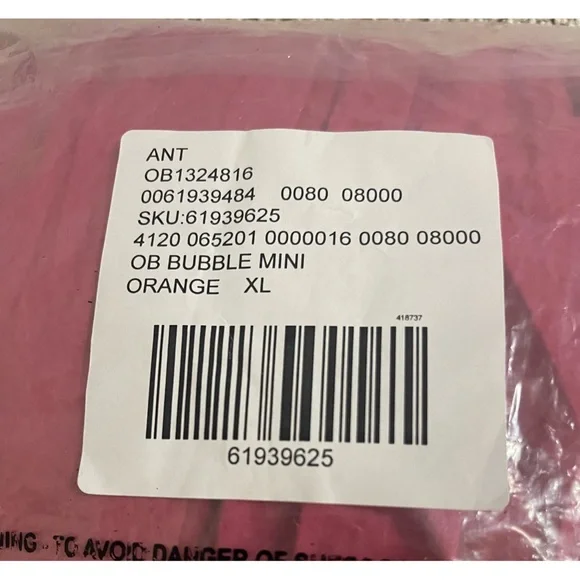 ANT
OB1324816
0061939484 0080 08000
SKU:61939625
4120 065201 0000016 0080 08000
OB BUBBLE MINI
ORANGE XL
418737
61939625
- TO AVOID DANGER OF